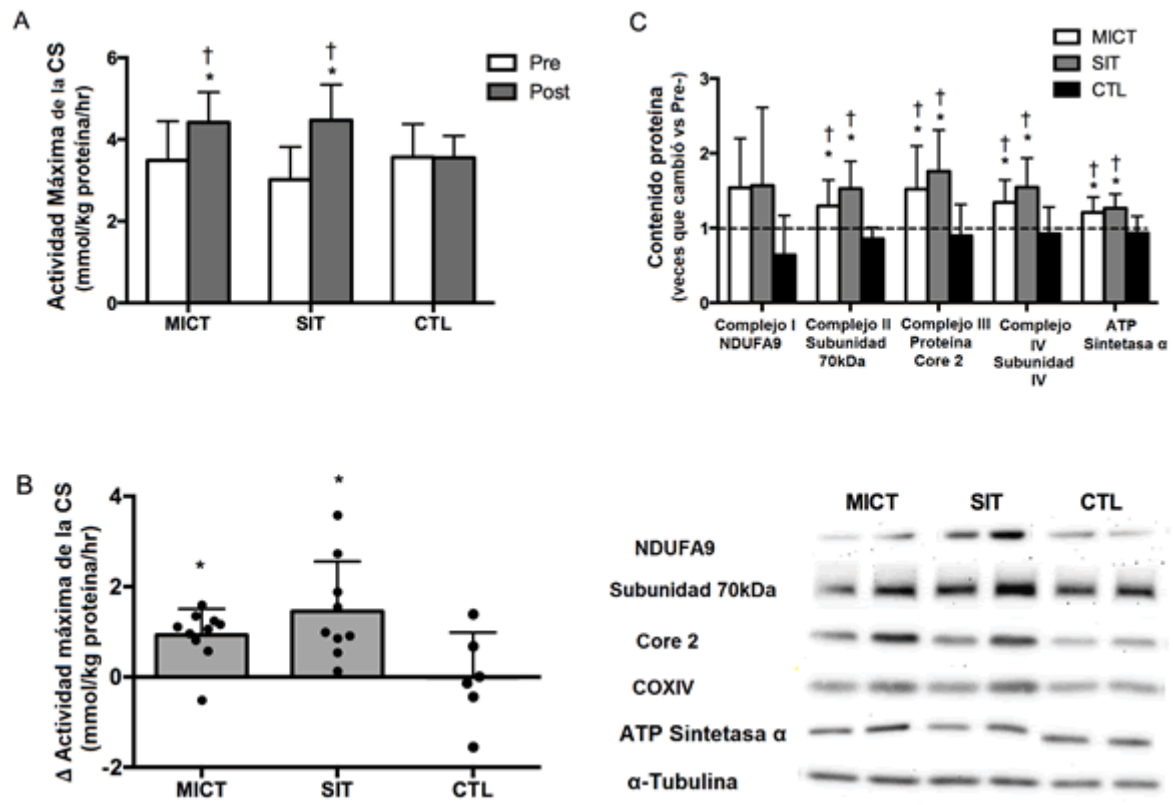 A
Actividad Máxima de la CS
(mmol/kg proteína/hr)
6
4
2
0
† *
† *
Pre
Post
MICT SIT CTL
C
MICT
SIT
CTL
Contenido proteína
(veces que cambió vs Pre-)
3
2
1
0
† * † * † * † * † * † * † * † *
Complejo I
NDUFA9
Complejo II
Subunidad
70kDa
Complejo III
Proteína
Core 2
Complejo
IV
Subunidad
IV
ATP
Sintetasa α
B
Δ Actividad máxima de la CS
(mmol/kg proteína/hr)
4
2
0
-2
*
*
MICT SIT CTL
MICT SIT CTL
NDUFA9
Subunidad 70kDa
Core 2
COXIV
ATP Sintetasa α
α-Tubulina